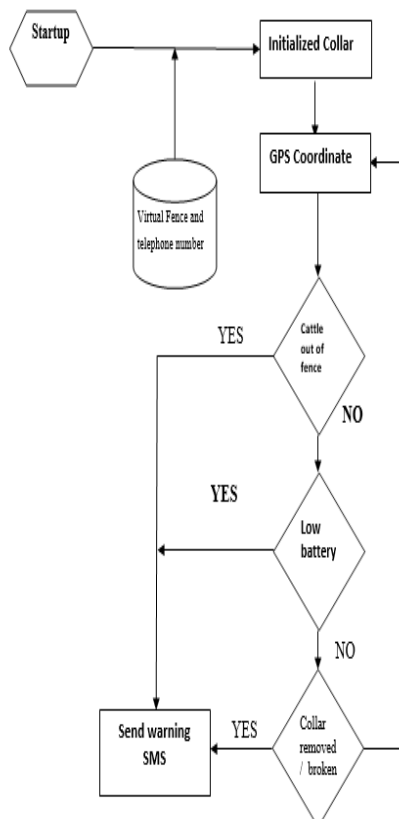 Startup
Initialized Collar
GPS Coordinate
Virtual Fence and
telephone number
YES
Cattle
out of
fence
NO
YES
Low
battery
NO
Send warning
SMS
YES
Collar
removed
/ broken